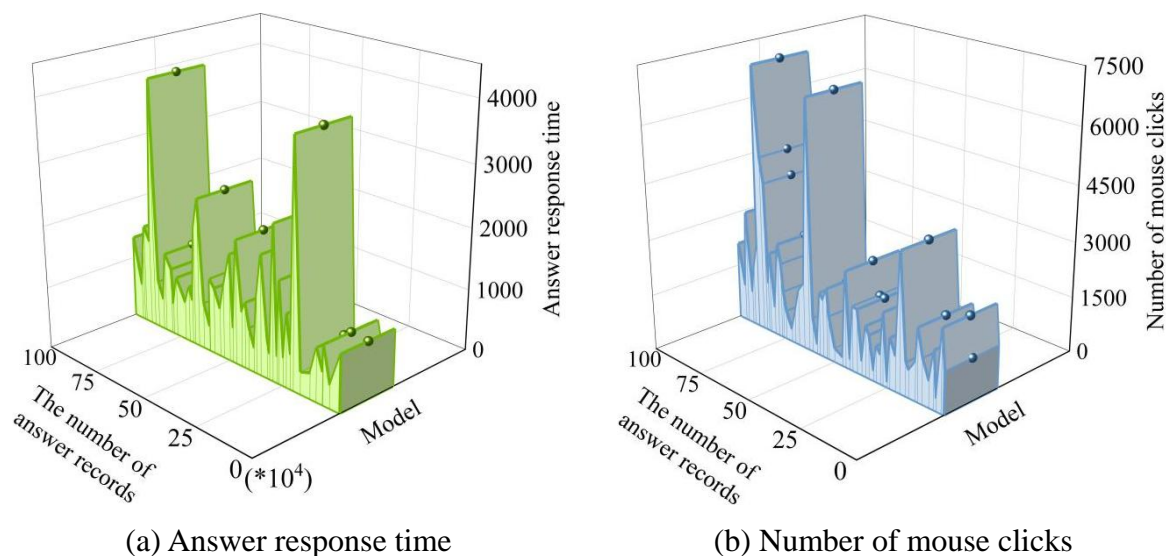 4000
3000
2000
1000
0
Answer response time
100
75
50
25
0
(*10⁴)
The number of
answer records
Model
(a) Answer response time
7500
6000
4500
3000
1500
0
Number of mouse clicks
100
75
50
25
0
The number of
answer records
Model
(b) Number of mouse clicks